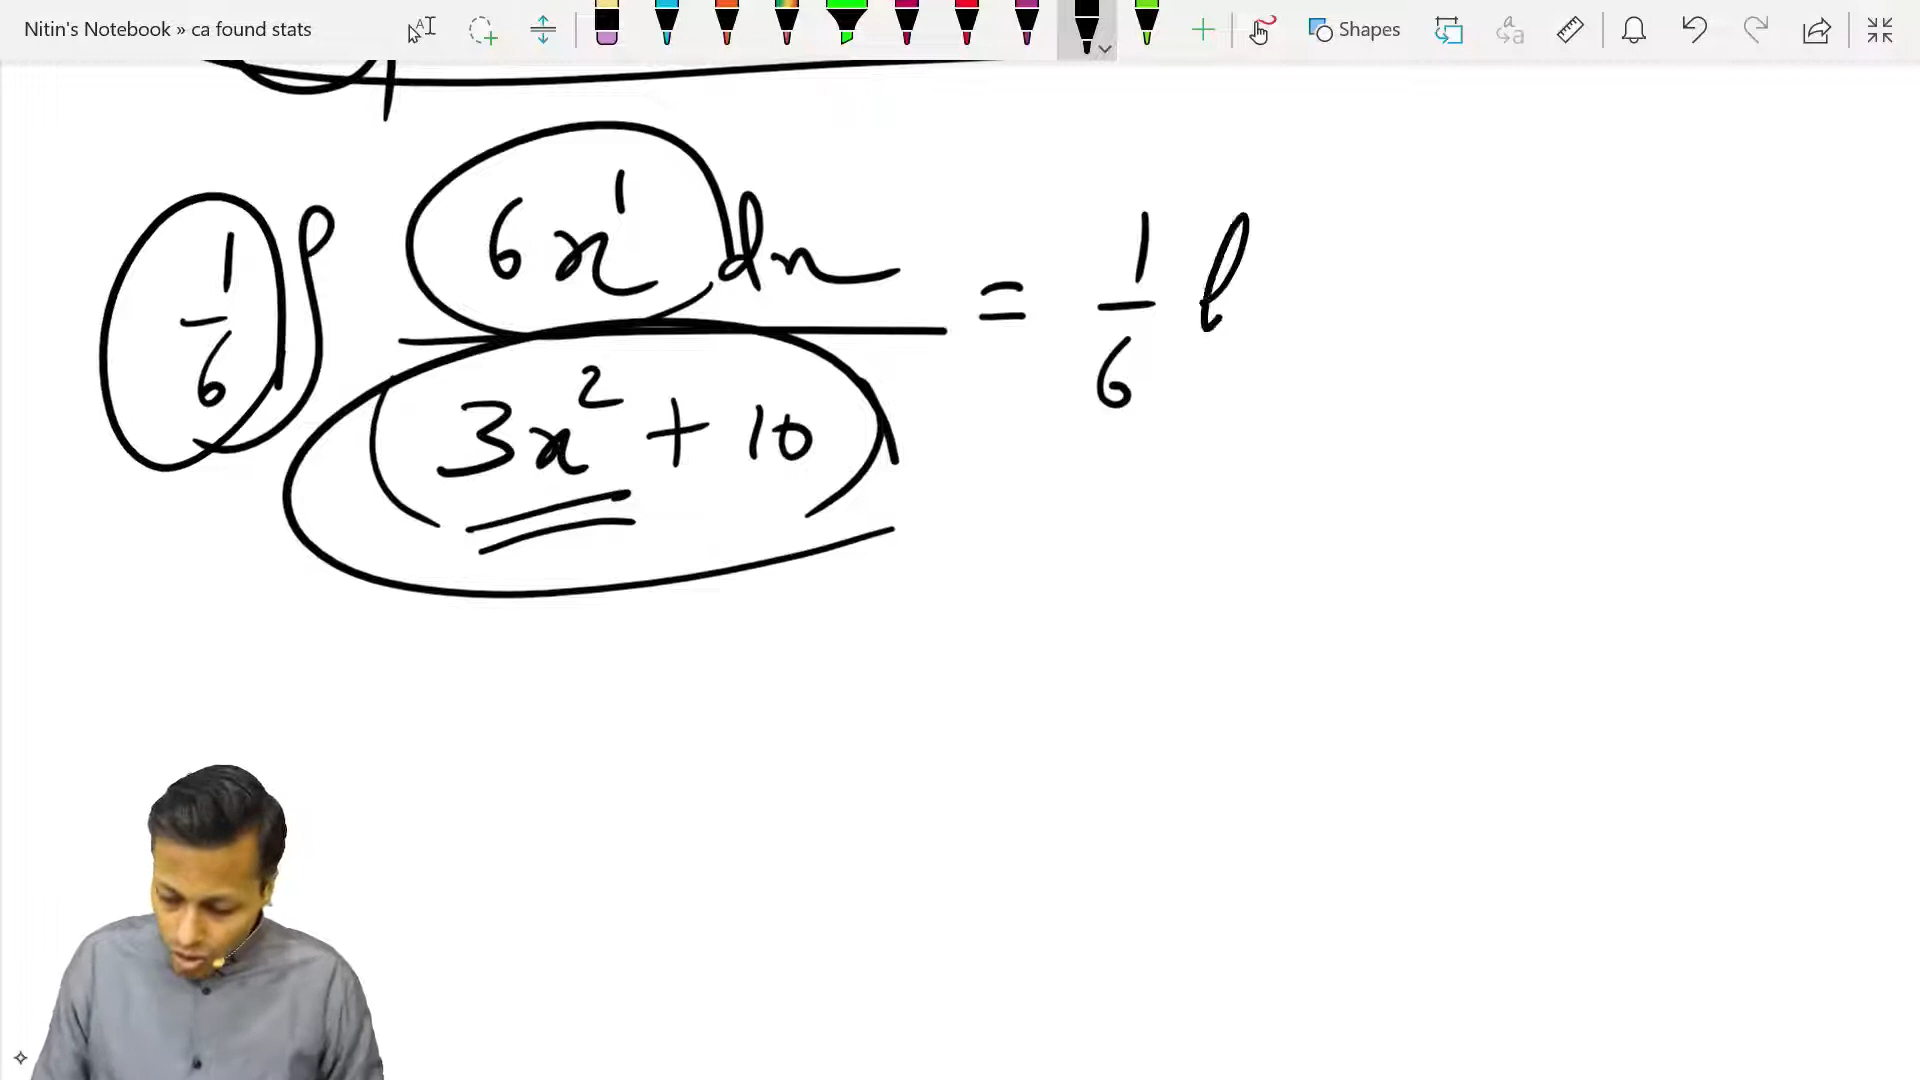 Nitin's Notebook » ca found stats
Shapes
1/6 ∫ 6x¹ dx / (3x² + 10) = 1/6 l